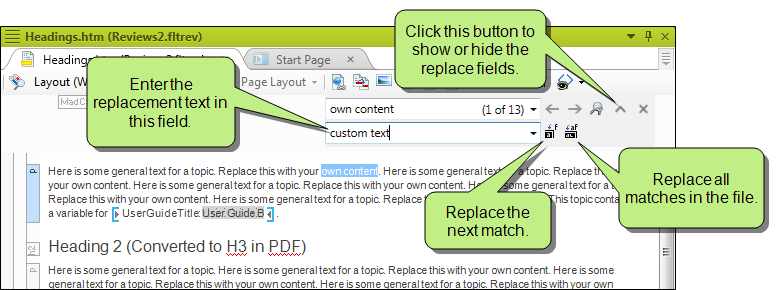 Headings.htm (Reviews2.fltrev)
Click this button to
show or hide the
replace fields.
Headings.htm (Reviews2.fltrev)
Start Page
Layout (W
Page Layout
Enter the
replacement text in
this field.
MadC
own content (1 of 13)
custom text
Replace the
next match.
Replace all
matches in the file.
p
Here is some general text for a topic. Replace this with your own content. Here is some general text for a topic. Replace th
your own content. Here is some general text for a topic. Replace this with your own content. Here is some general text for a t
Replace this with your own content. Here is some general text for a topic. Replac This topic conta
a variable for UserGuideTitle:User Guide B.
h2
Heading 2 (Converted to H3 in PDF)
p
Here is some general text for a topic. Here is some general text for a topic. Replace this with your own content. Here is some
general text for a topic. Replace this with your own content. Here is some general text for a topic. Replace this with your own